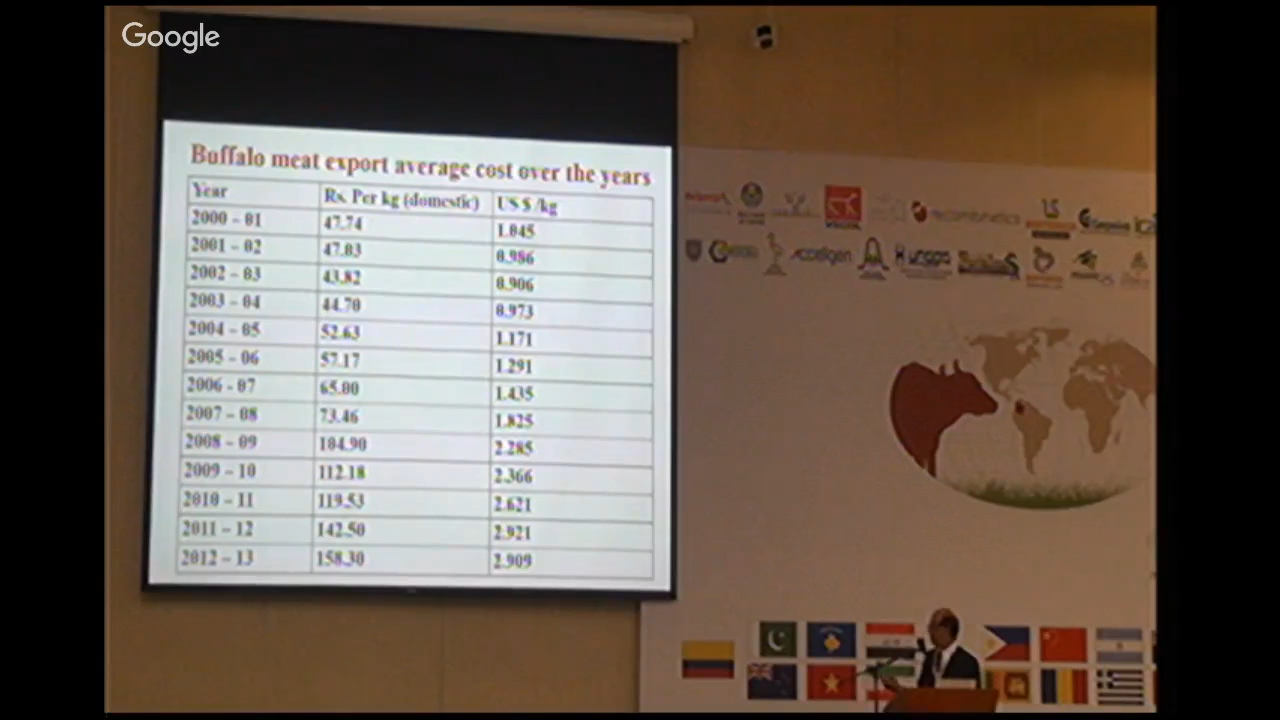 Google
Buffalo meat export average cost over the years
Year Rs. Per kg (domestic) US $ /kg
2000 – 01 47.74 1.045
2001 – 02 47.03 0.986
2002 – 03 43.82 0.906
2003 – 04 44.70 0.973
2004 – 05 52.63 1.171
2005 – 06 57.17 1.291
2006 - 07 65.00 1.435
2007 – 08 73.46 1.825
2008 – 09 104.90 2.285
2009 – 10 112.18 2.366
2010 – 11 119.53 2.621
2011 – 12 142.50 2.921
2012 – 13 158.30 2.909
recombinetics
Accelligen